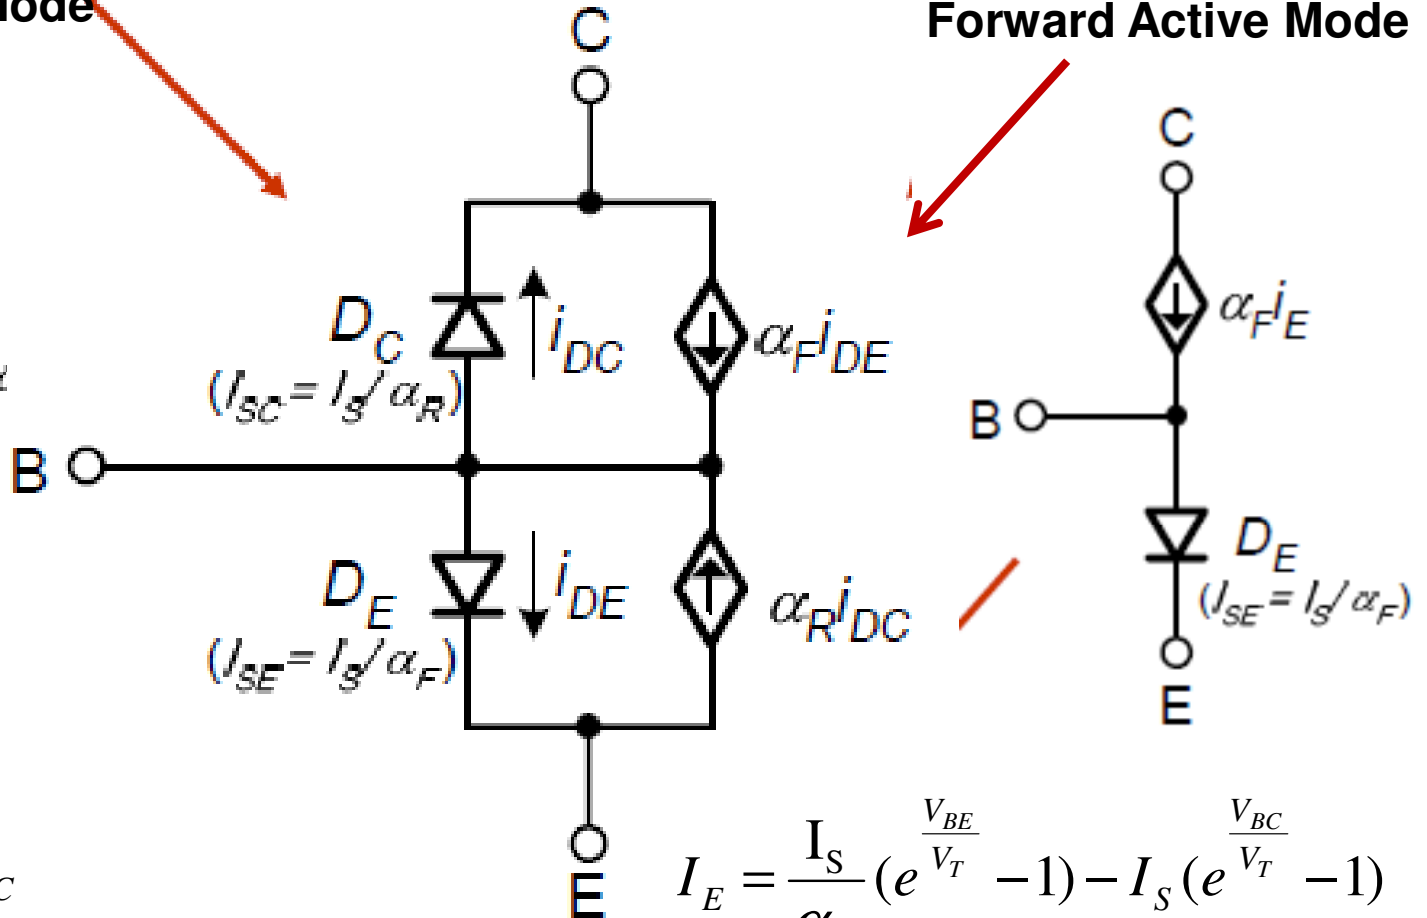 Forward Active Mode
C
C
D_C
i_DC
α_F i_DE
(I_SC = I_S/α_R)
α_F i_E
B
B
D_E
i_DE
α_R i_DC
(I_SE = I_S/α_F)
D_E
(I_SE = I_S/α_F)
E
E
I_E = I_S/α (e^(V_BE/V_T) − 1) − I_S (e^(V_BC/V_T) − 1)
C